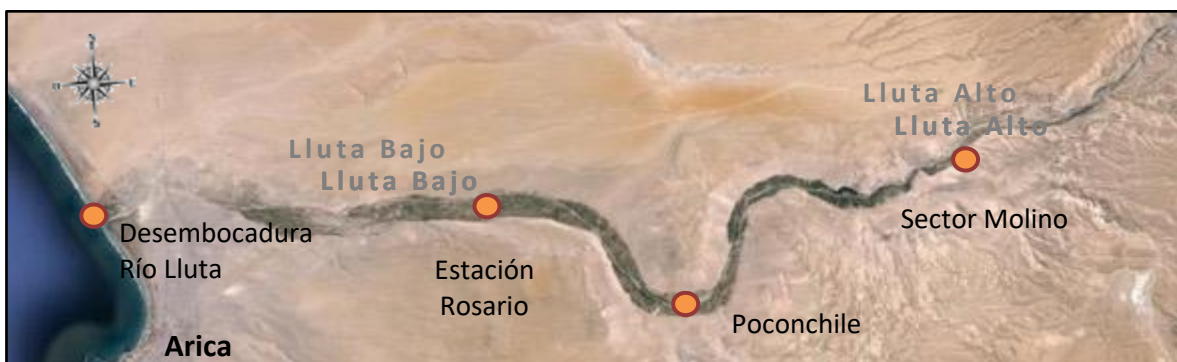 Lluta Alto
Lluta Alto
Lluta Bajo
Lluta Bajo
Desembocadura
Río Lluta
Estación
Rosario
Sector Molino
Poconchile
Arica